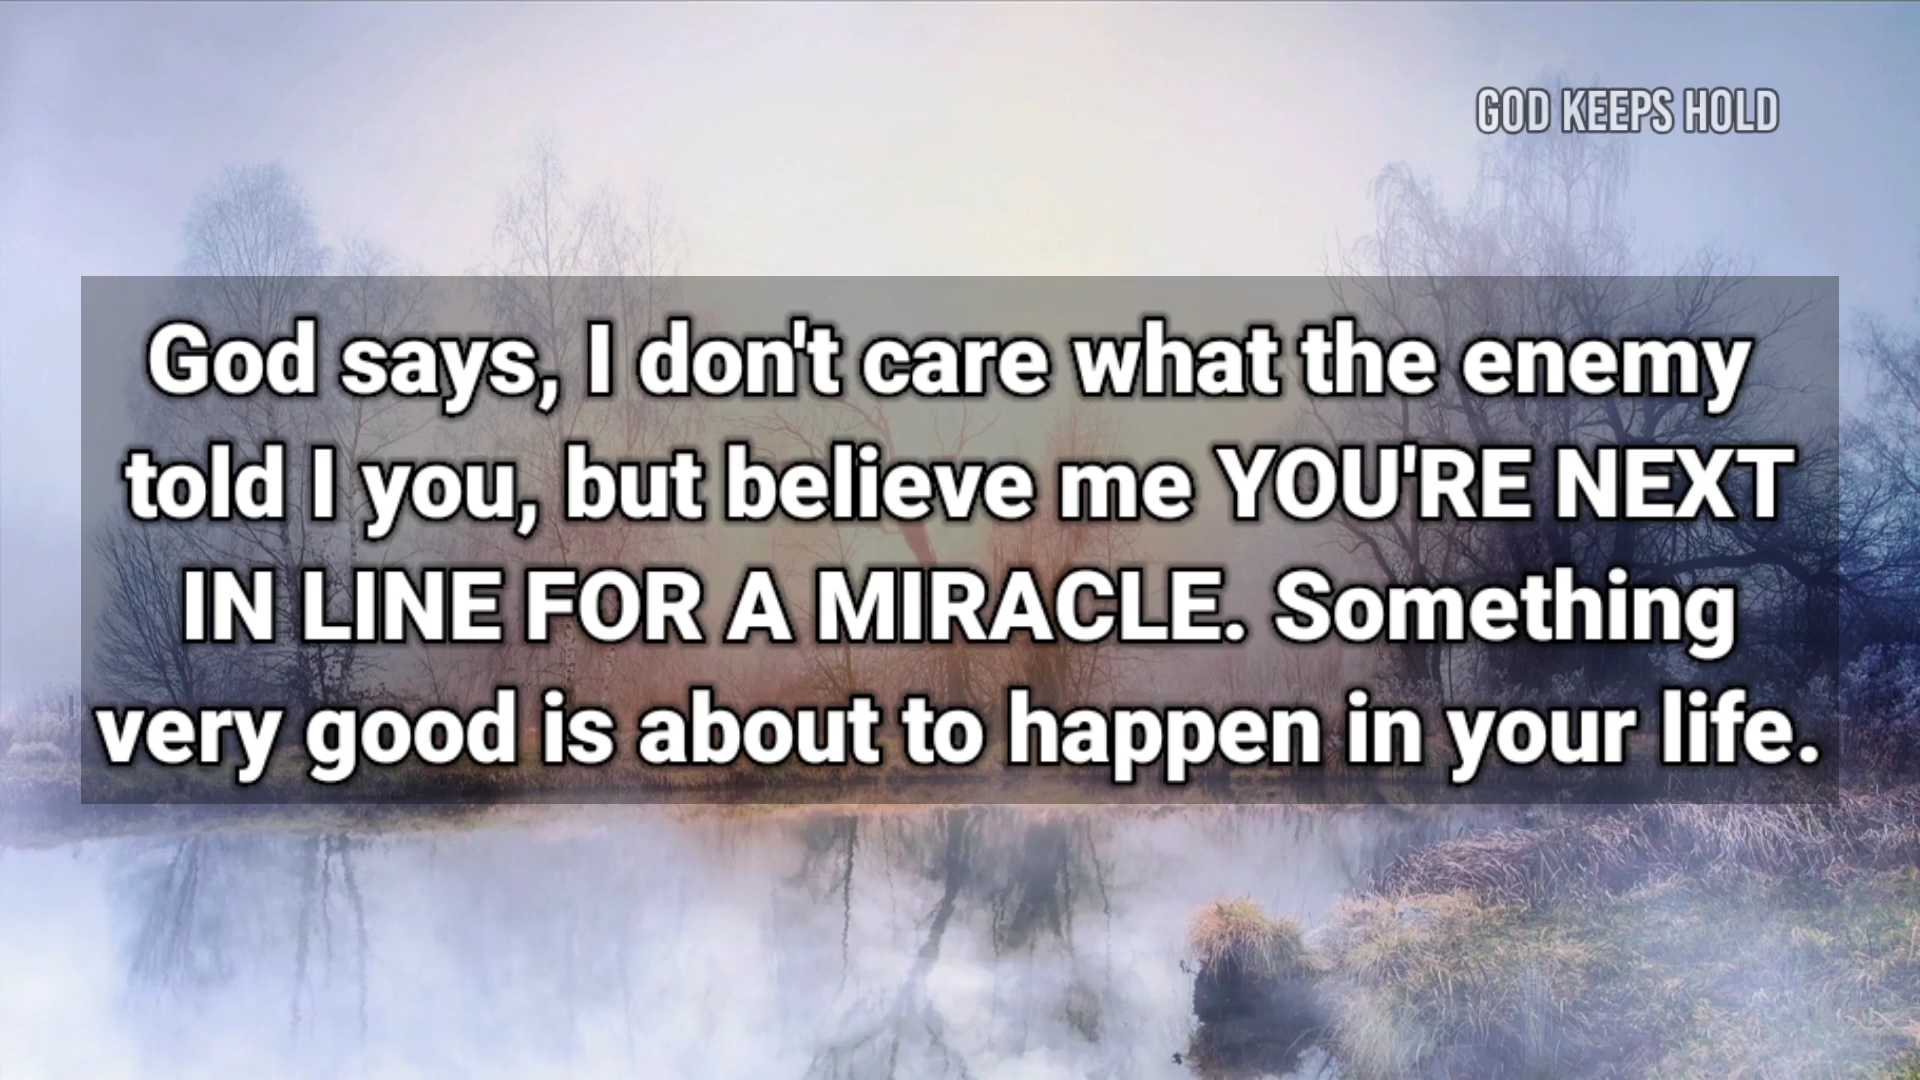 GOD KEEPS HOLD
God says, I don't care what the enemy
told I you, but believe me YOU'RE NEXT
IN LINE FOR A MIRACLE. Something
very good is about to happen in your life.